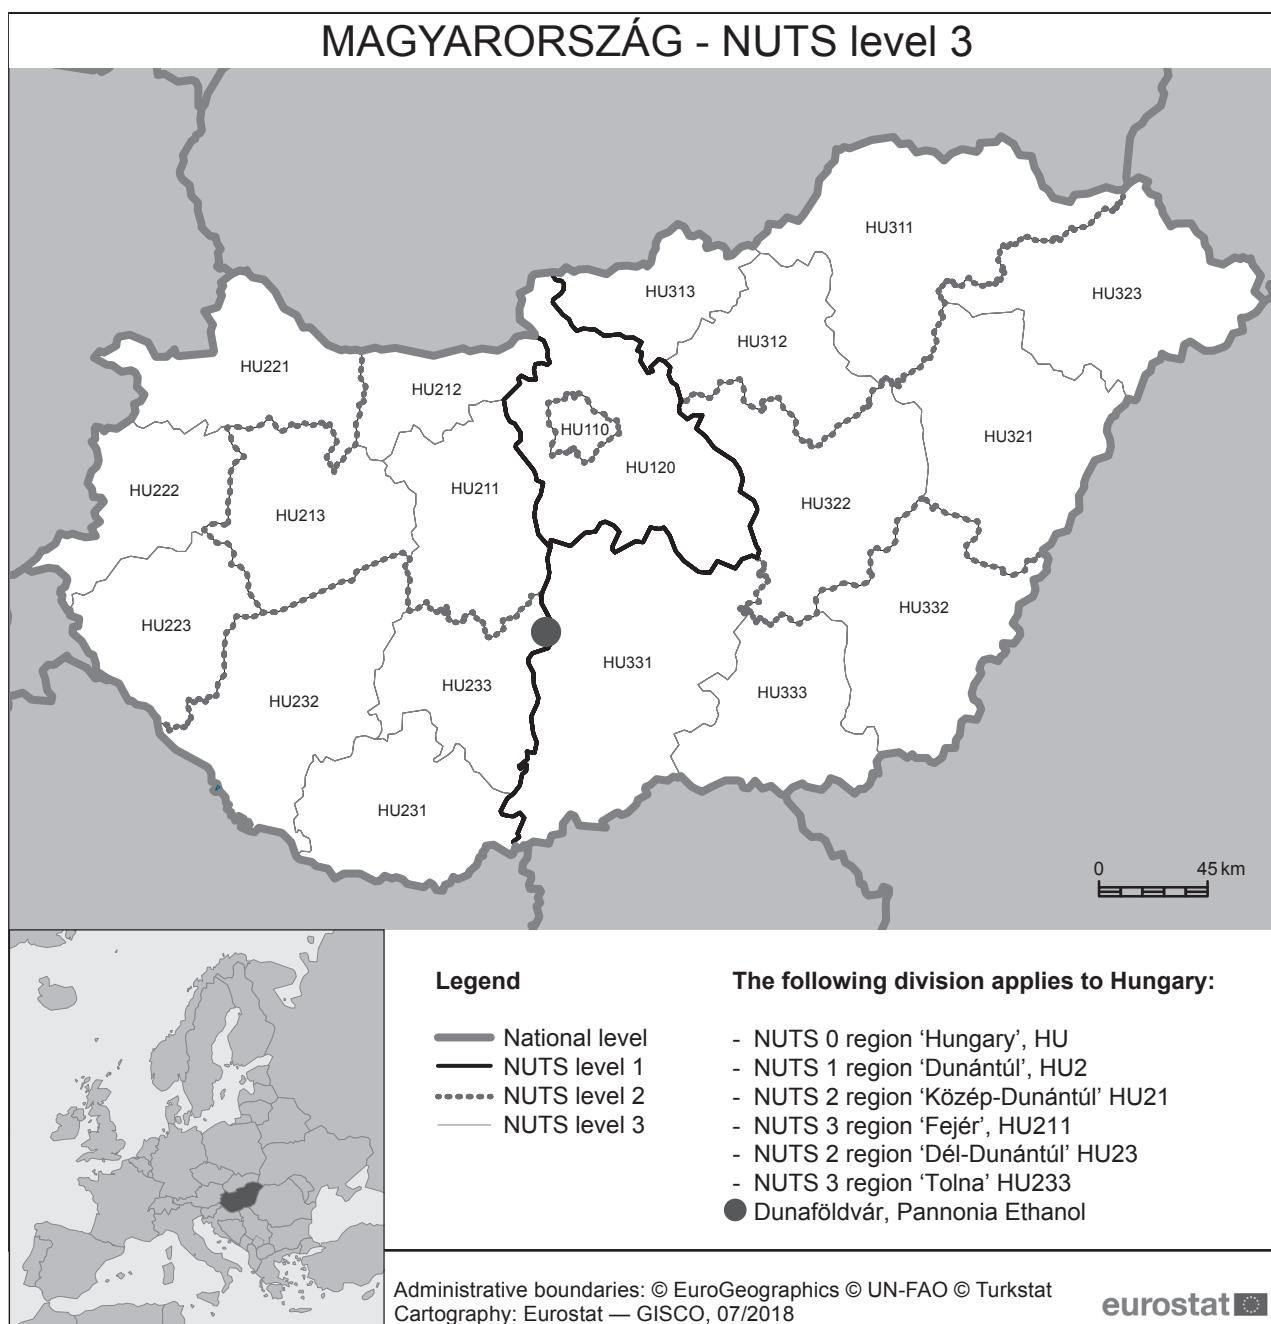 MAGYARORSZÁG - NUTS level 3
HU311
HU313
HU323
HU312
HU221
HU212
HU110
HU321
HU120
HU222
HU211
HU322
HU213
HU332
HU223
HU331
HU233
HU333
HU232
HU231
0 45 km
Legend
National level
NUTS level 1
NUTS level 2
NUTS level 3
The following division applies to Hungary:
- NUTS 0 region ‘Hungary’, HU
- NUTS 1 region ‘Dunántúl’, HU2
- NUTS 2 region ‘Közép-Dunántúl’ HU21
- NUTS 3 region ‘Fejér’, HU211
- NUTS 2 region ‘Dél-Dunántúl’ HU23
- NUTS 3 region ‘Tolna’ HU233
Dunaföldvár, Pannonia Ethanol
Administrative boundaries: © EuroGeographics © UN-FAO © Turkstat
Cartography: Eurostat — GISCO, 07/2018
eurostat